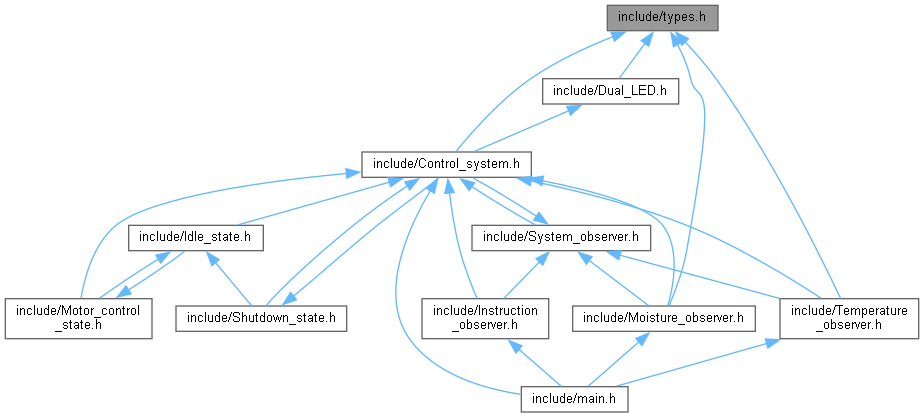 include/types.h
include/Dual_LED.h
include/Control_system.h
include/Idle_state.h
include/System_observer.h
include/Motor_control
_state.h
include/Shutdown_state.h
include/Instruction
_observer.h
include/Moisture_observer.h
include/Temperature
_observer.h
include/main.h